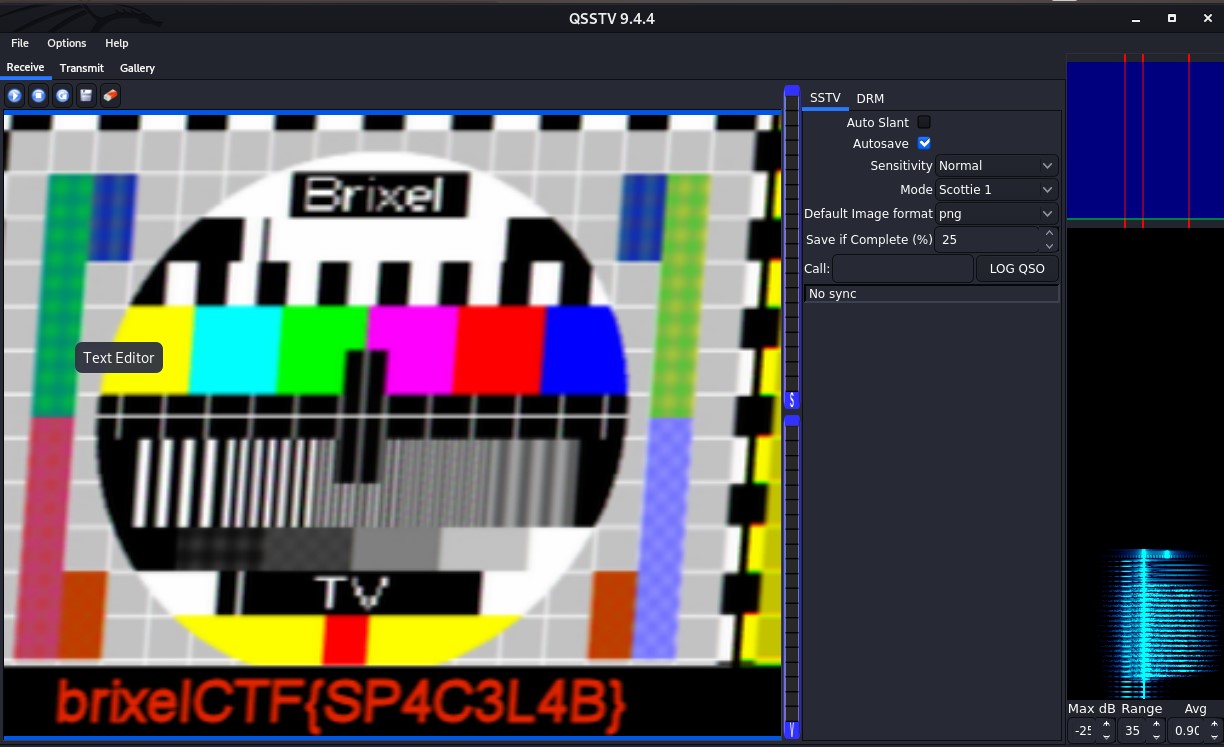 QSSTV 9.4.4
File Options Help
Receive Transmit Gallery
SSTV DRM
Auto Slant
Autosave
Sensitivity Normal
Mode Scottie 1
Default Image format png
Save if Complete (%) 25
Call: LOG QSO
No sync
Brixel
Text Editor
TV
brixelCTF{SP4C3L4B}
S
V
Max dB Range Avg
-25 35 0.90